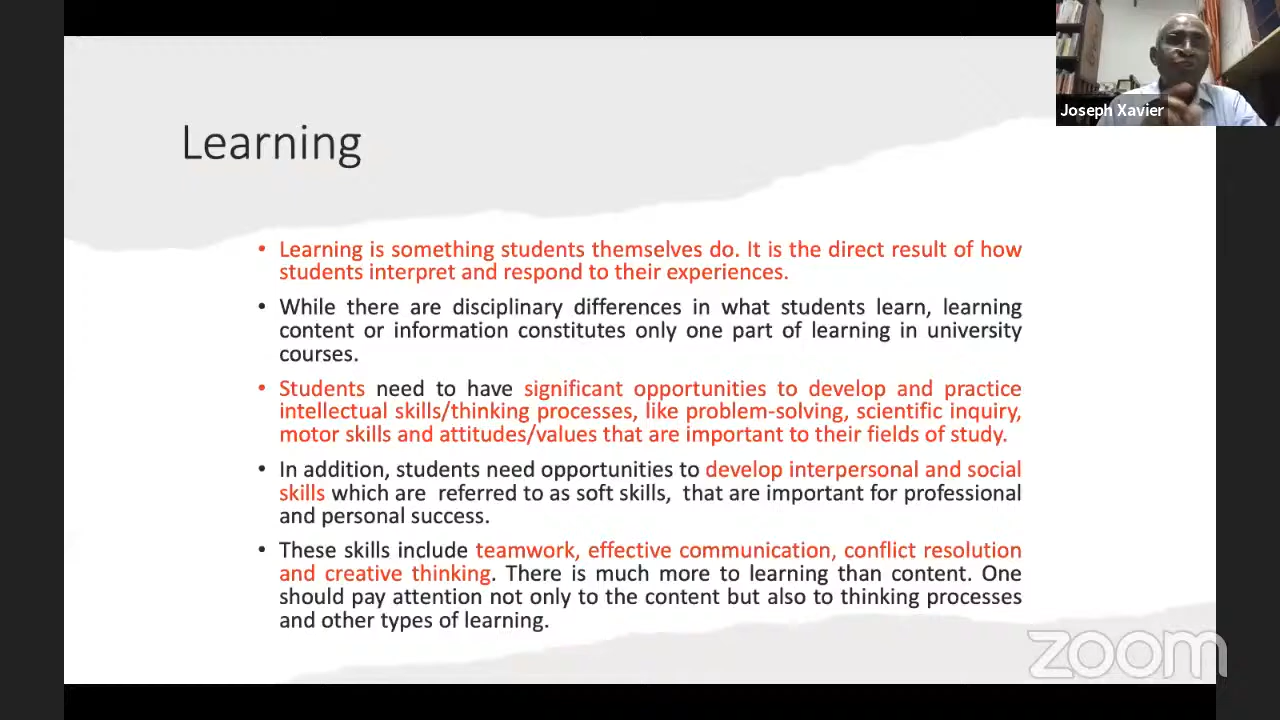 Joseph Xavier
Learning
• Learning is something students themselves do. It is the direct result of how
students interpret and respond to their experiences.
• While there are disciplinary differences in what students learn, learning
content or information constitutes only one part of learning in university
courses.
• Students need to have significant opportunities to develop and practice
intellectual skills/thinking processes, like problem-solving, scientific inquiry,
motor skills and attitudes/values that are important to their fields of study.
• In addition, students need opportunities to develop interpersonal and social
skills which are referred to as soft skills, that are important for professional
and personal success.
• These skills include teamwork, effective communication, conflict resolution
and creative thinking. There is much more to learning than content. One
should pay attention not only to the content but also to thinking processes
and other types of learning.
zoom